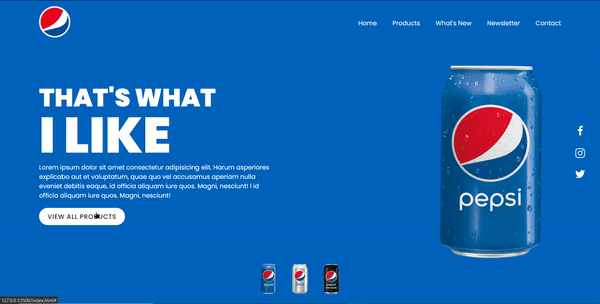 Home Products What's New Newsletter Contact
THAT'S WHAT
I LIKE
Lorem ipsum dolor sit amet consectetur adipisicing elit. Harum asperiores
explicabo aut et voluptatum, quae quo vel accusamus aperiam nulla
eveniet debitis eaque, id officia aliquam iure quos. Magni, nesciunt! I id
officia aliquam iure quos. Magni, nesciunt!
VIEW ALL PRODUCTS
pepsi
127.0.0.1:5500/index.html#